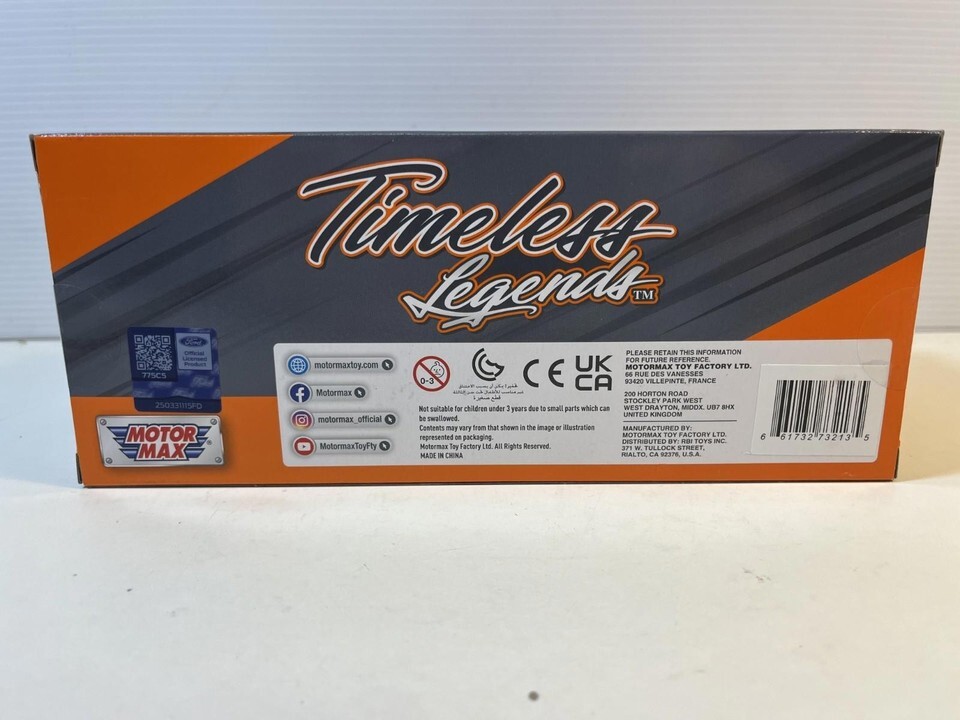 Timeless
Legends™
Ford
Official
Licensed
Product
775C5
250331115FD
MOTOR
MAX
motormaxtoy.com
Motormax
motormax_official
MotormaxToyFty
0-3
CE
UK
CA
Not suitable for children under 3 years due to small parts which can
be swallowed.
Contents may vary from that shown in the image or illustration
represented on packaging.
Motormax Toy Factory Ltd. All Rights Reserved.
MADE IN CHINA
PLEASE RETAIN THIS INFORMATION
FOR FUTURE REFERENCE.
MOTORMAX TOY FACTORY LTD.
66 RUE DES VANESSES
93420 VILLEPINTE, FRANCE
200 HORTON ROAD
STOCKLEY PARK WEST
WEST DRAYTON, MIDDX. UB7 8HX
UNITED KINGDOM
MANUFACTURED BY:
MOTORMAX TOY FACTORY LTD.
DISTRIBUTED BY: RBI TOYS INC.
371 W. TULLOCK STREET,
RIALTO, CA 92376, U.S.A.
6 61732 73213 5